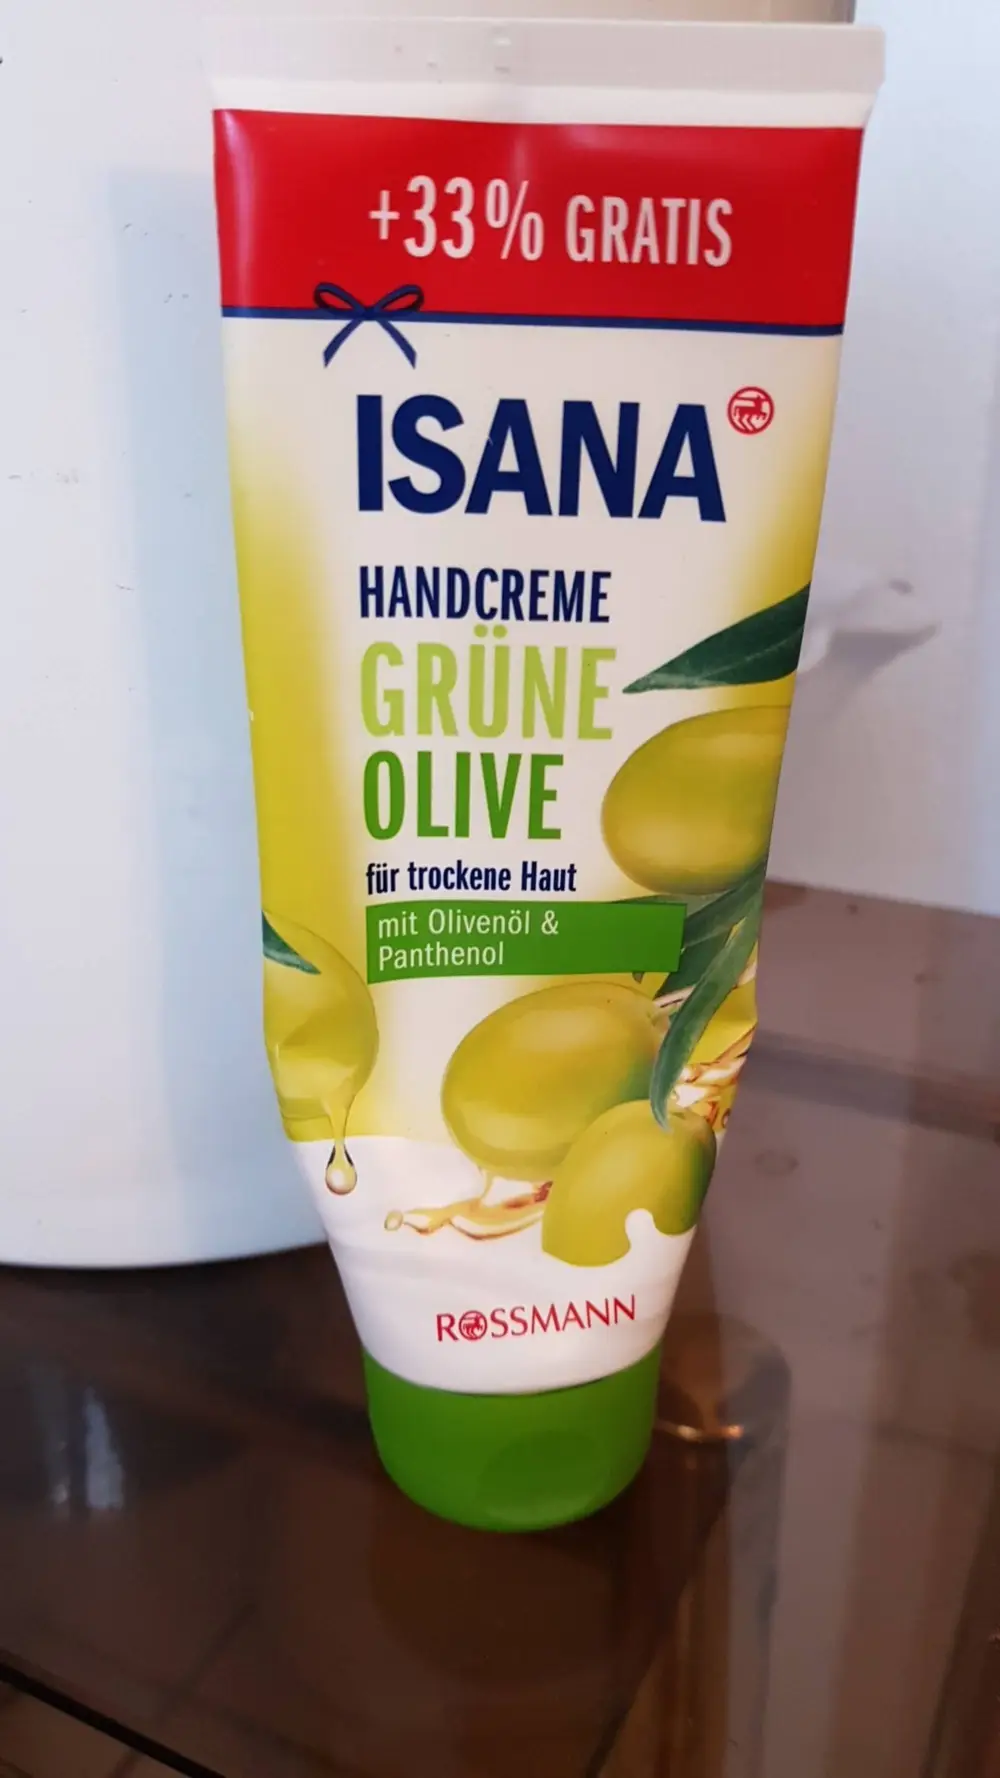 +33% GRATIS
ISANA
HANDCREME
GRÜNE
OLIVE
für trockene Haut
mit Olivenöl &
Panthenol
ROSSMANN